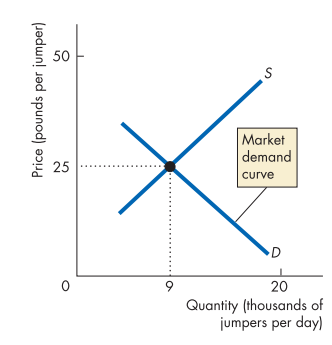 Price (pounds per jumper)
50
S
Market
demand
curve
25
D
0
9
20
Quantity (thousands of
jumpers per day)